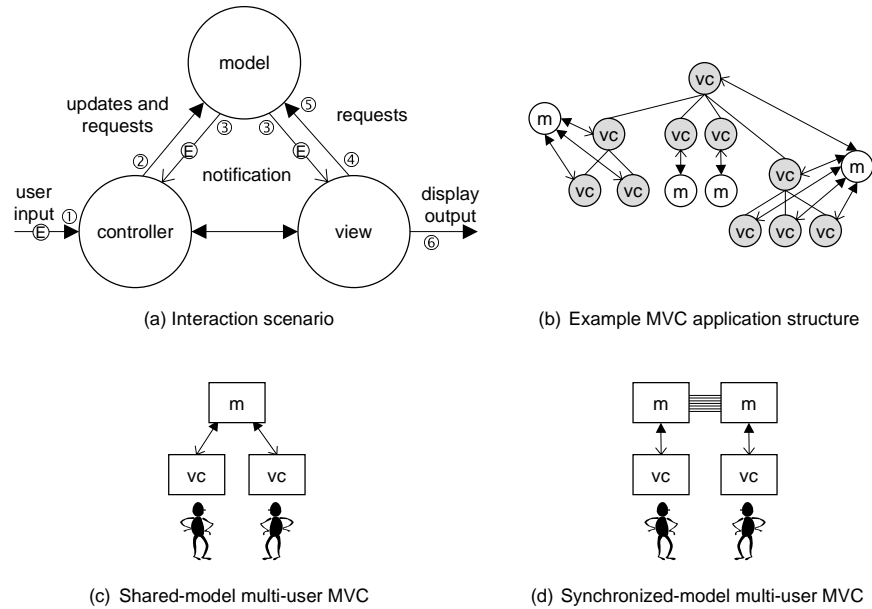 model
updates and
requests
③
③
⑤
requests
E
E
②
④
notification
user
input
①
E
controller
view
display
output
⑥
(a) Interaction scenario
vc
m
vc
vc
vc
m
vc
vc
vc
m
m
vc
vc
vc
(b) Example MVC application structure
m
vc
vc
(c) Shared-model multi-user MVC
m
m
vc
vc
(d) Synchronized-model multi-user MVC